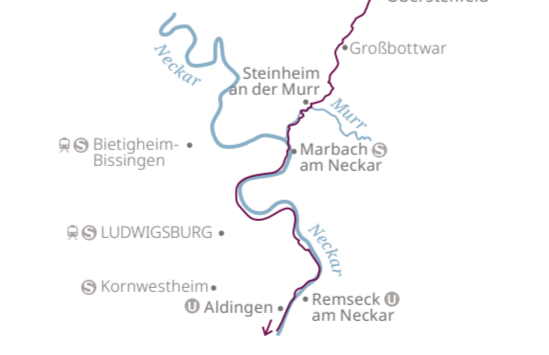 Oberstenfeld
Großbottwar
Neckar
Steinheim
an der Murr
Murr
S Bietigheim-
Bissingen
Marbach S
am Neckar
S LUDWIGSBURG
Neckar
S Kornwestheim
U Aldingen
Remseck U
am Neckar